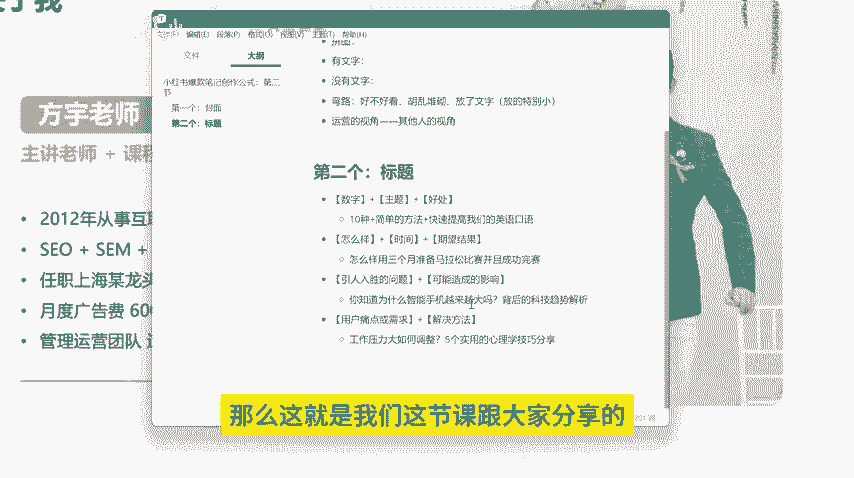 文件(F) 编辑(E) 段落(P) 格式(O) 视图(V) 主题(T) 帮助(H)
文件 大纲
小红书爆款笔记创作公式：第二节
第一个：封面
第二个：标题
有文字：
没有文字：
弯路：好不好看、胡乱堆砌、放了文字（放的特别小）
运营的视角——其他人的视角
第二个：标题
【数字】+【主题】+【好处】
10种+简单的方法+快速提高我们的英语口语
【怎么样】+【时间】+【期望结果】
怎么样用三个月准备马拉松比赛并且成功完赛
【引人入胜的问题】+【可能造成的影响】
你知道为什么智能手机越来越大吗？背后的科技趋势解析
【用户痛点或需求】+【解决方法】
工作压力大如何调整？5个实用的心理学技巧分享
方宇老师
主讲老师 + 课程
2012年从事互联
SEO + SEM +
任职上海某龙头
月度广告费 600
管理运营团队
那么这就是我们这节课跟大家分享的